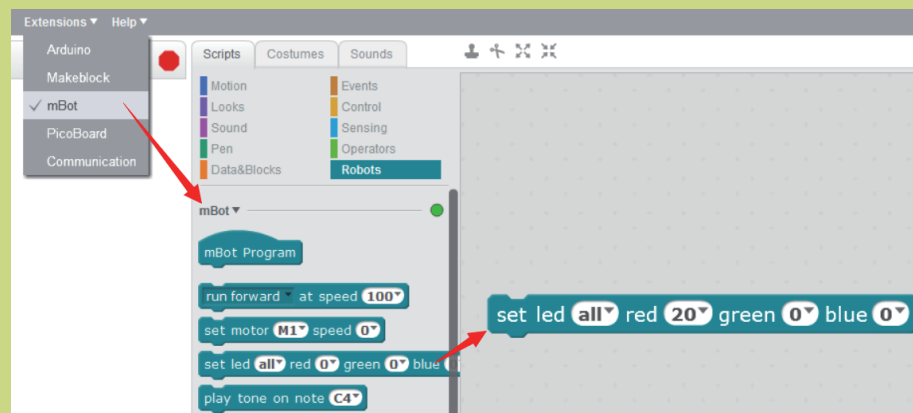 Extensions Help
Arduino
Makeblock
mBot
PicoBoard
Communication
Scripts Costumes Sounds
Motion Events
Looks Control
Sound Sensing
Pen Operators
Data&Blocks Robots
mBot
mBot Program
run forward at speed 100
set motor M1 speed 0
set led all red 0 green 0 blue
play tone on note C4
set led all red 20 green 0 blue 0